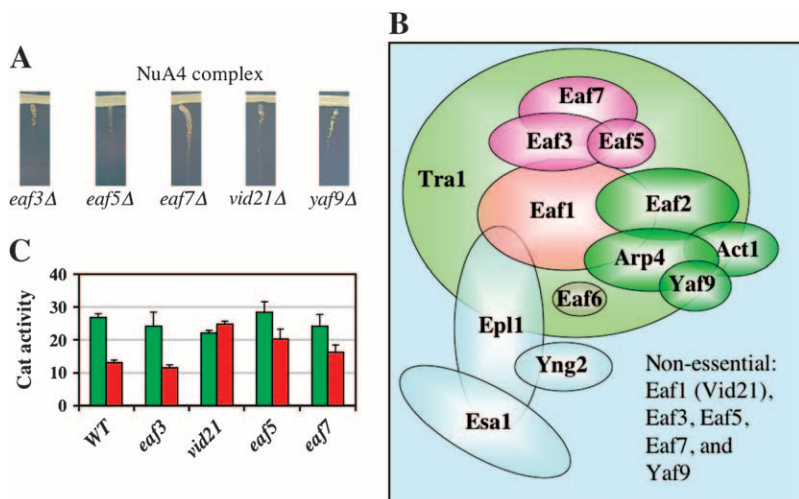 A
NuA4 complex
eaf3Δ eaf5Δ eaf7Δ vid21Δ yaf9Δ
B
Eaf7
Eaf3 Eaf5
Tra1
Eaf1
Eaf2
Arp4
Act1
Yaf9
Eaf6
Epl1
Yng2
Esa1
Non-essential:
Eaf1 (Vid21),
Eaf3, Eaf5,
Eaf7, and
Yaf9
C
Cat activity
40
30
20
10
0
WT eaf3 vid21 eaf5 eaf7